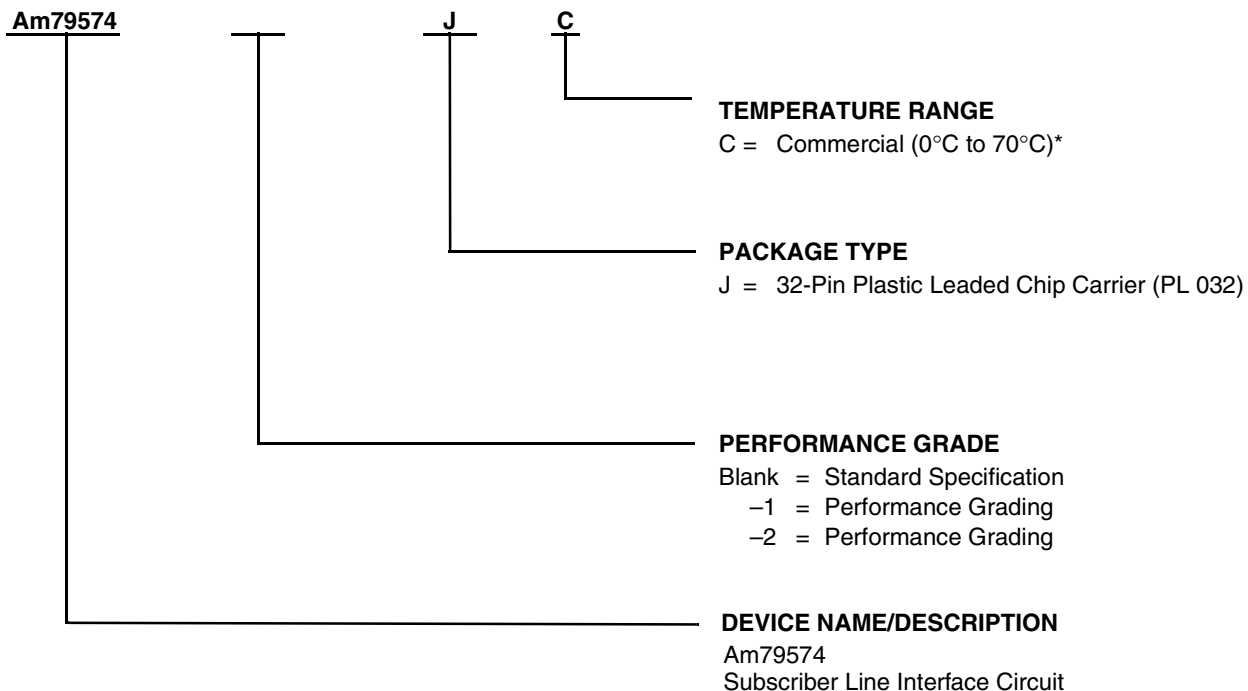 Am79574 J C
TEMPERATURE RANGE
C = Commercial (0°C to 70°C)*
PACKAGE TYPE
J = 32-Pin Plastic Leaded Chip Carrier (PL 032)
PERFORMANCE GRADE
Blank = Standard Specification
–1 = Performance Grading
–2 = Performance Grading
DEVICE NAME/DESCRIPTION
Am79574
Subscriber Line Interface Circuit